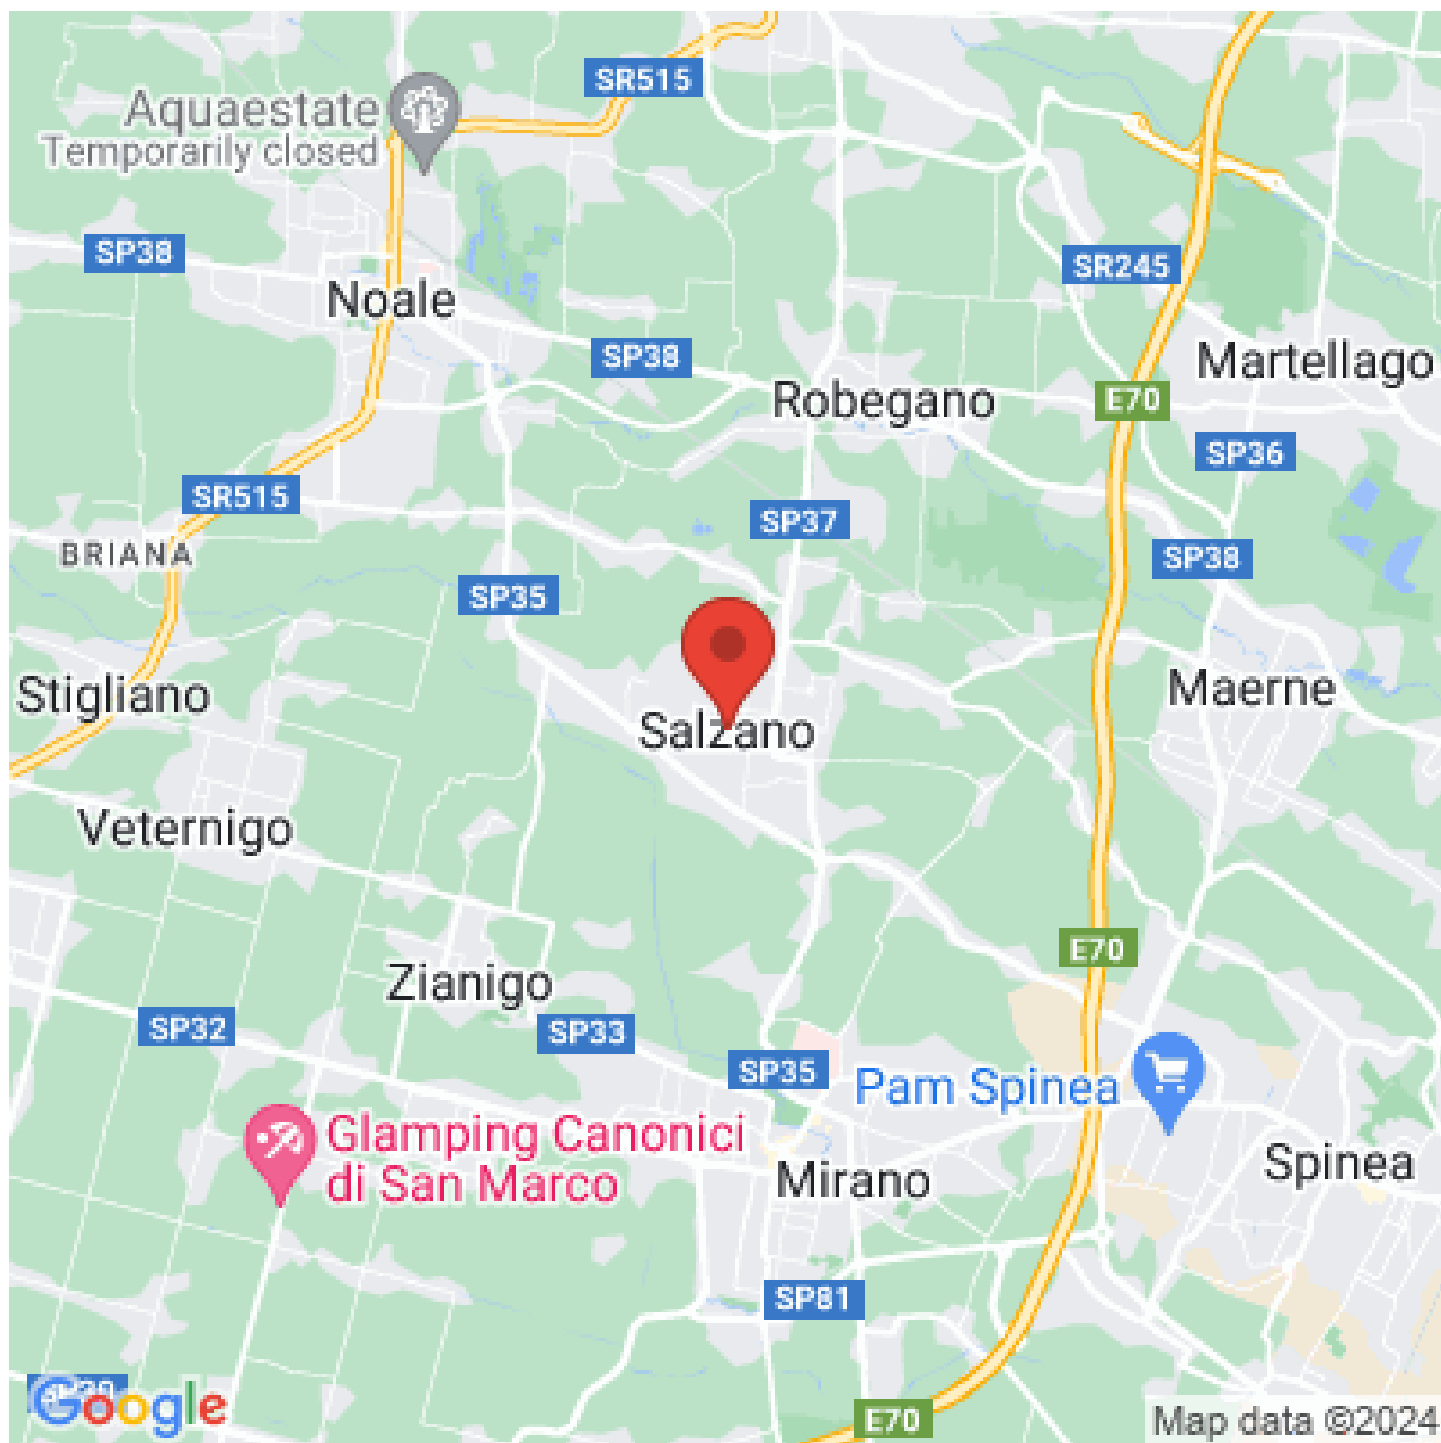 SR515
Aquaestate
Temporarily closed
SP38
SR245
Noale
SP38
Martellago
Robegano
E70
SP36
SR515
SP37
BRIANA
SP38
SP35
Stigliano
Maerne
Salzano
Veternigo
E70
Zianigo
SP32
SP33
SP35
Pam Spinea
Glamping Canonici
di San Marco
Spinea
Mirano
SP81
Google
E70
Map data ©2024